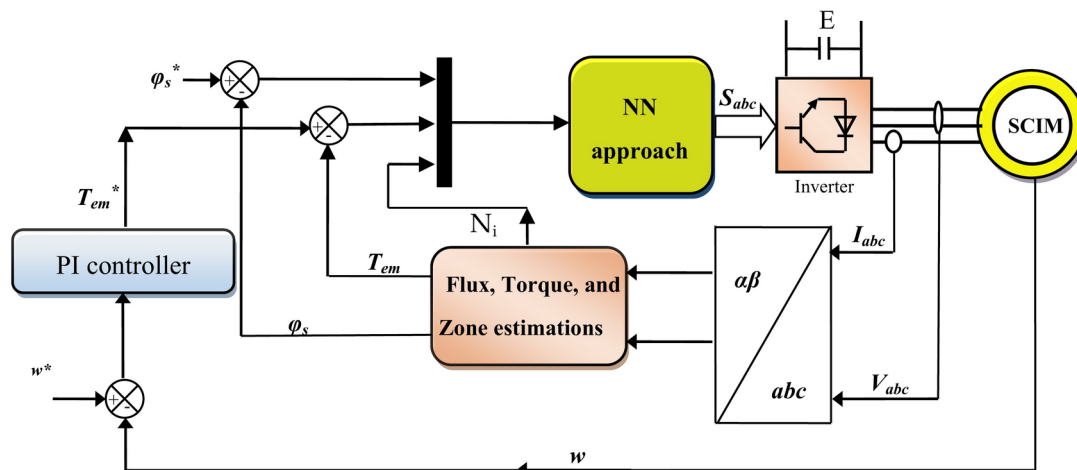 E
φs*
+
-
NN
approach
Sabc
SCIM
+
-
Inverter
Tem*
Ni
Iabc
PI controller
Tem
Flux, Torque, and
Zone estimations
αβ
φs
w*
+
-
abc
Vabc
w